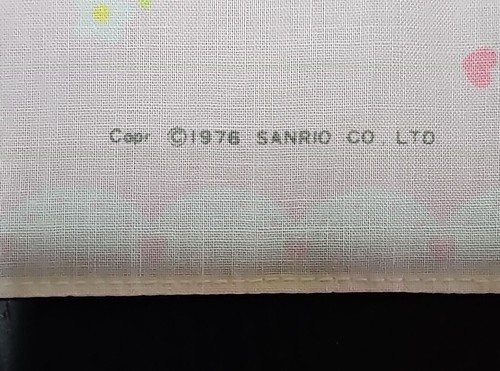 Copr ©1976 SANRIO CO., LTD